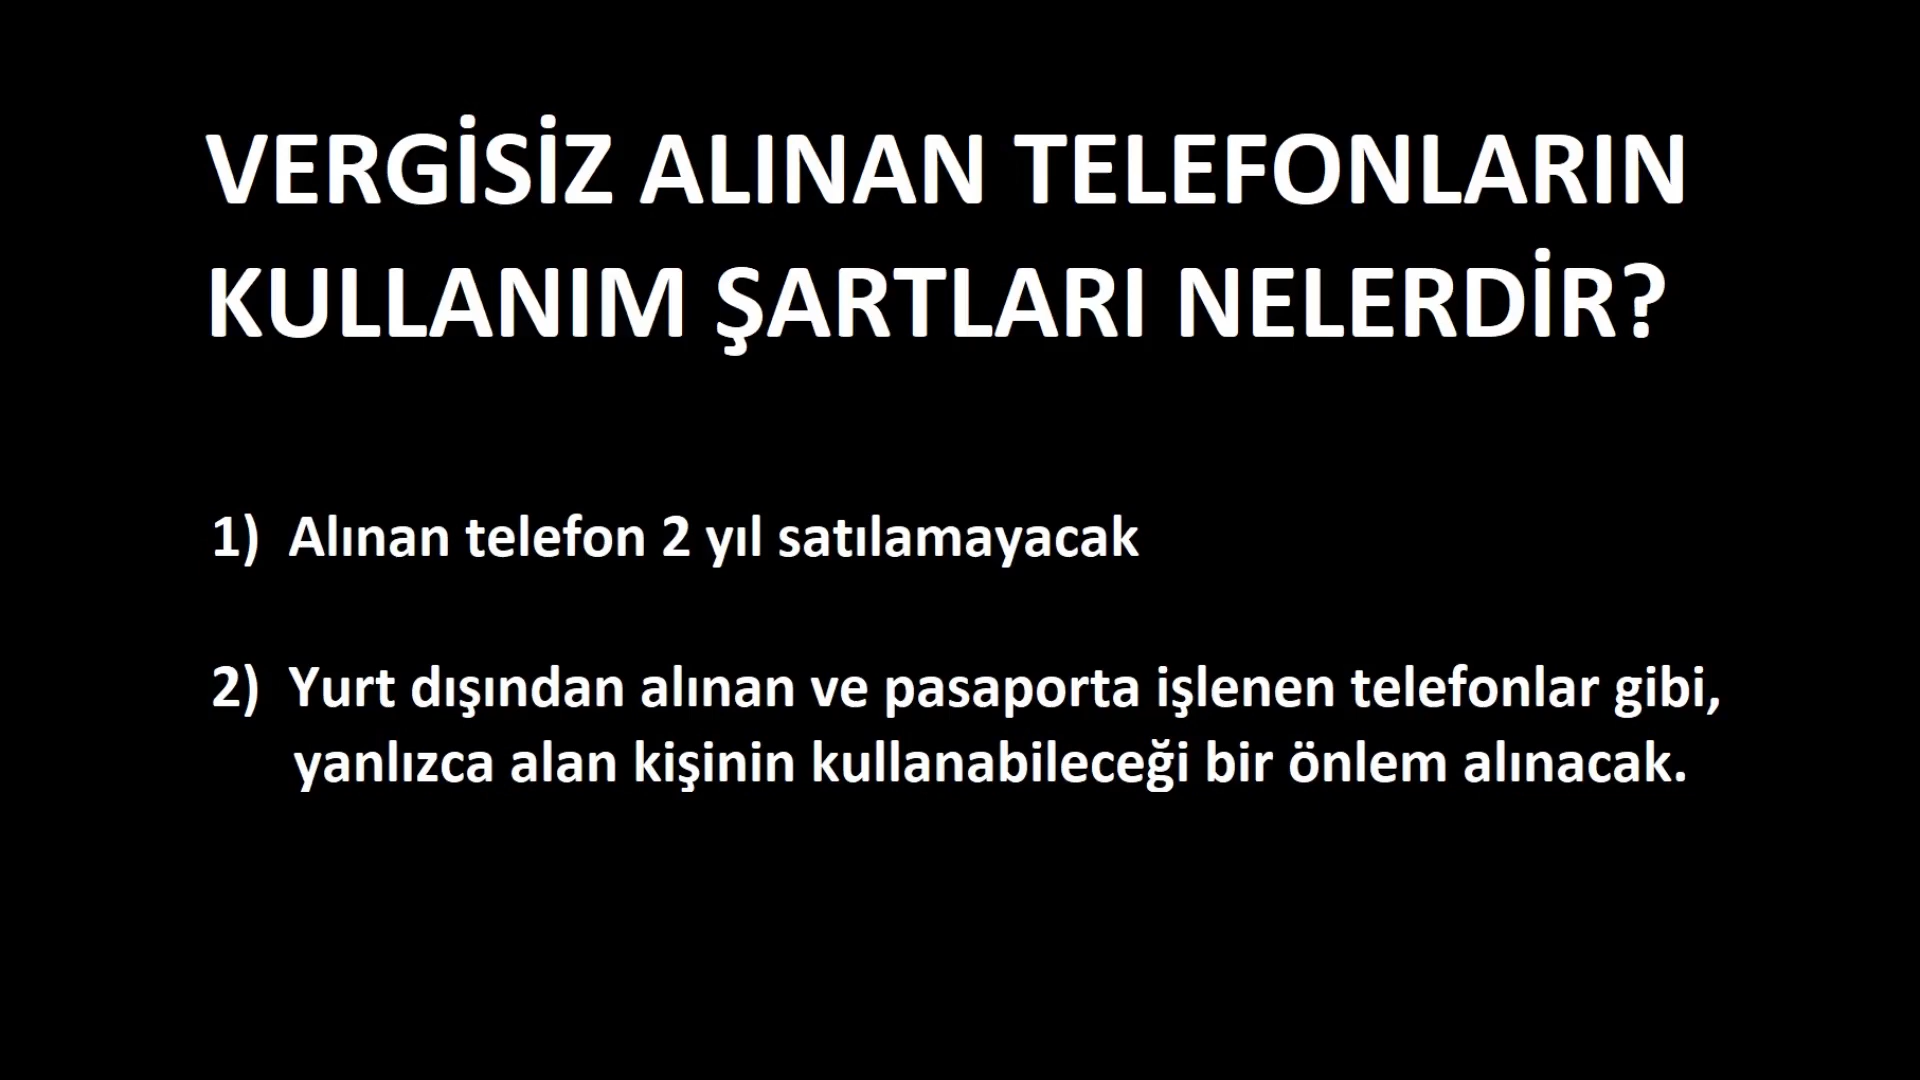 VERGİSİZ ALINAN TELEFONLARIN
KULLANIM ŞARTLARI NELERDİR?
1) Alınan telefon 2 yıl satılamayacak
2) Yurt dışından alınan ve pasaporta işlenen telefonlar gibi,
yanlızca alan kişinin kullanabileceği bir önlem alınacak.